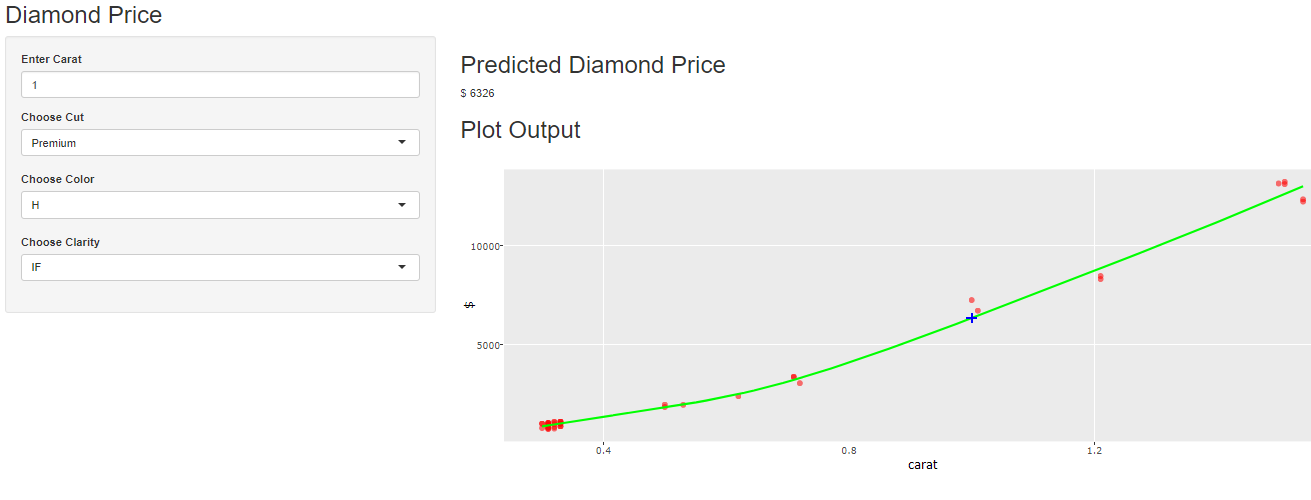 Diamond Price
Enter Carat
1
Choose Cut
Premium
Choose Color
H
Choose Clarity
IF
Predicted Diamond Price
$ 6326
Plot Output
10000
5000
$
0.4
0.8
1.2
carat